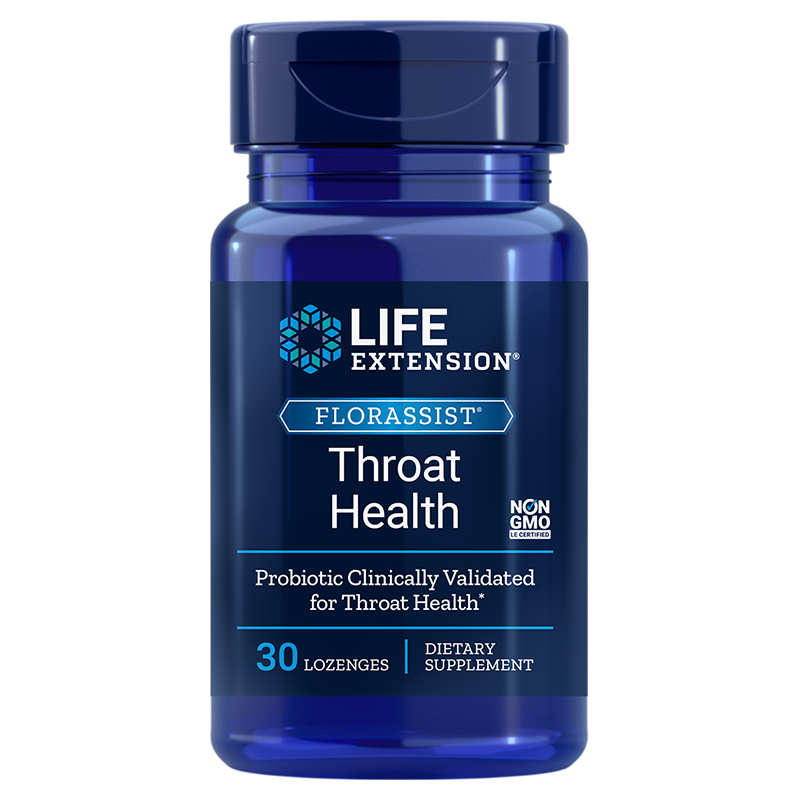 LIFE
EXTENSION®
FLORASSIST®
Throat
Health
NON
GMO
LE CERTIFIED
Probiotic Clinically Validated
for Throat Health*
30 LOZENGES | DIETARY
SUPPLEMENT